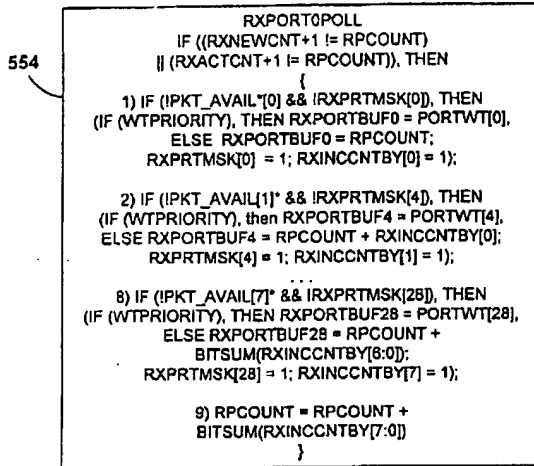 554
RXPORT0POLL
IF ((RXNEWCNT+1 != RPCOUNT)
|| (RXACTCNT+1 != RPCOUNT)), THEN
{
1) IF (!PKT_AVAIL*[0] && !RXPRTMSK[0]), THEN
(IF (WTPRIORITY), THEN RXPORTBUF0 = PORTWT[0],
ELSE RXPORTBUF0 = RPCOUNT;
RXPRTMSK[0] = 1; RXINCCNTBY[0] = 1);
2) IF (!PKT_AVAIL[1]* && !RXPRTMSK[4]), THEN
(IF (WTPRIORITY), then RXPORTBUF4 = PORTWT[4],
ELSE RXPORTBUF4 = RPCOUNT + RXINCCNTBY[0];
RXPRTMSK[4] = 1; RXINCCNTBY[1] = 1);
...
8) IF (!PKT_AVAIL[7]* && !RXPRTMSK[28]), THEN
(IF (WTPRIORITY), THEN RXPORTBUF28 = PORTWT[28],
ELSE RXPORTBUF28 = RPCOUNT +
BITSUM(RXINCCNTBY[6:0]);
RXPRTMSK[28] = 1; RXINCCNTBY[7] = 1);
9) RPCOUNT = RPCOUNT +
BITSUM(RXINCCNTBY[7:0])
}